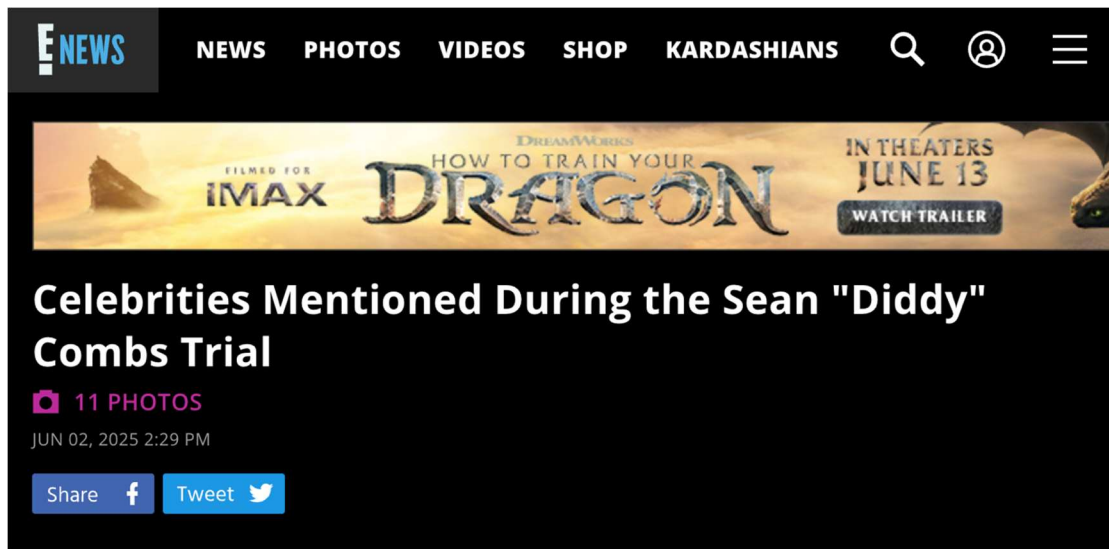 E! NEWS
NEWS PHOTOS VIDEOS SHOP KARDASHIANS
FILMED FOR
IMAX
DREAMWORKS
HOW TO TRAIN YOUR
DRAGON
IN THEATERS
JUNE 13
WATCH TRAILER
Celebrities Mentioned During the Sean "Diddy"
Combs Trial
11 PHOTOS
JUN 02, 2025 2:29 PM
Share f Tweet